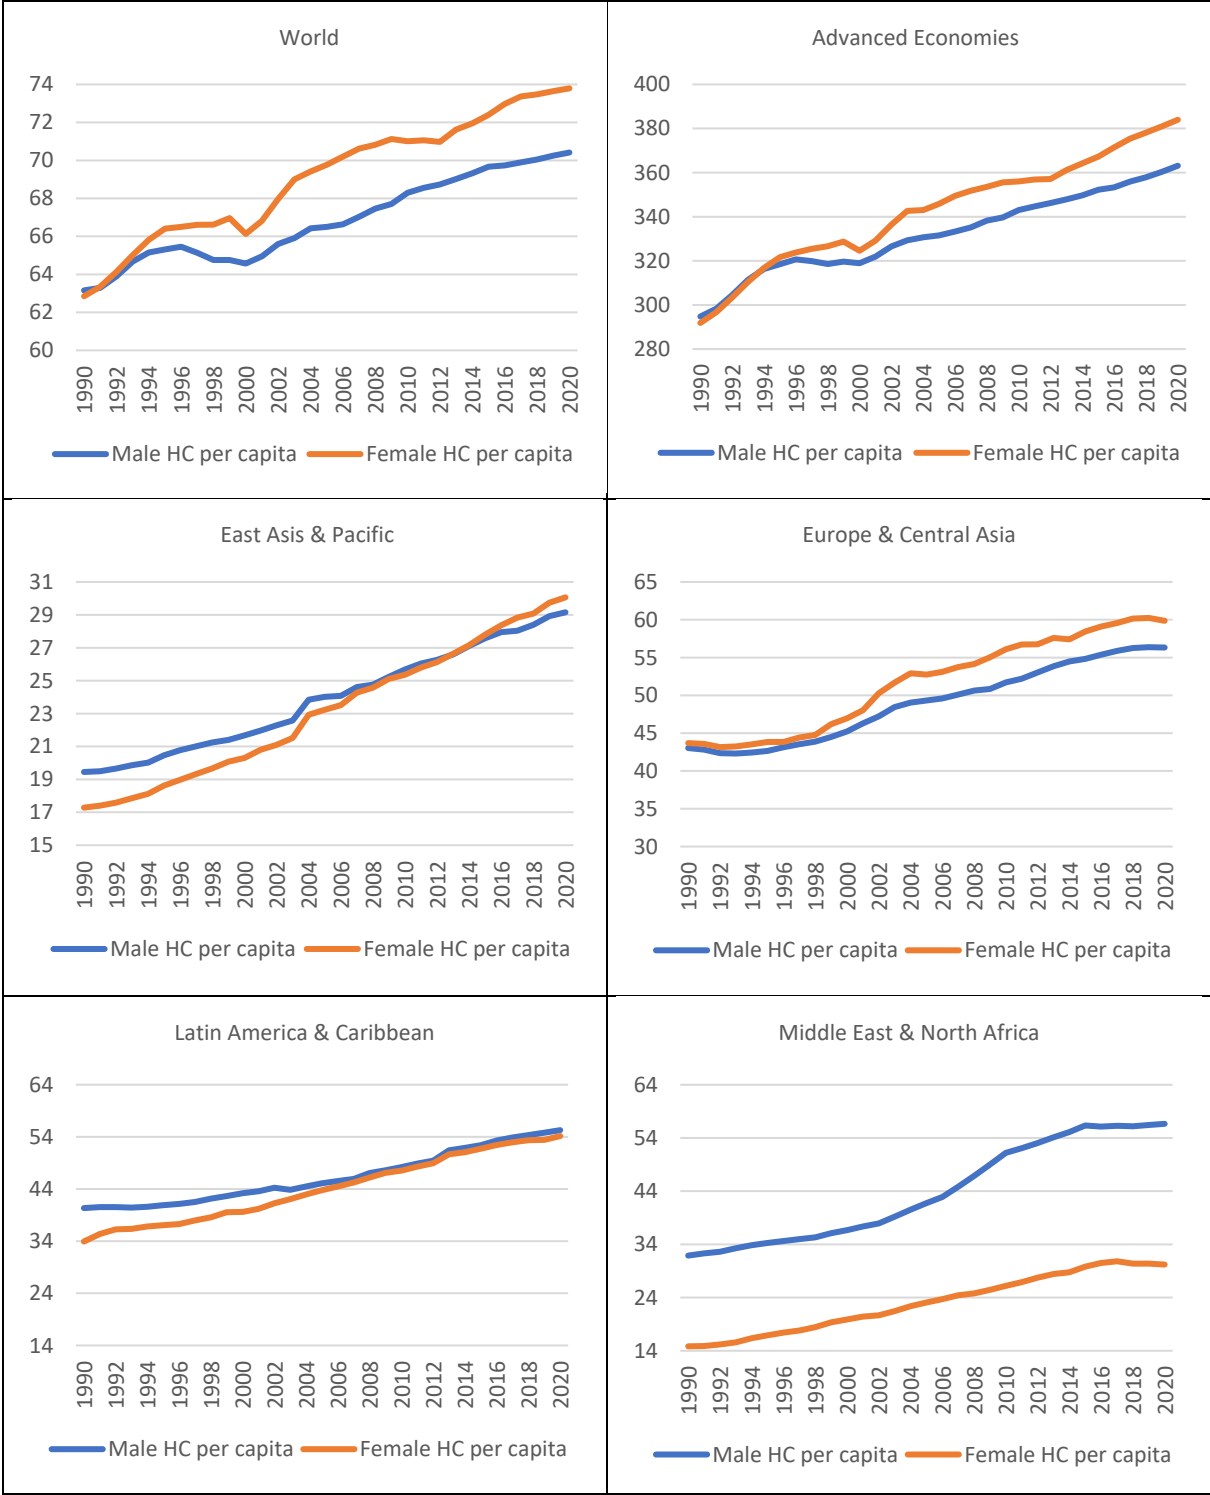 World
74
72
70
68
66
64
62
60
1990 1992 1994 1996 1998 2000 2002 2004 2006 2008 2010 2012 2014 2016 2018 2020
Male HC per capita Female HC per capita
Advanced Economies
400
380
360
340
320
300
280
1990 1992 1994 1996 1998 2000 2002 2004 2006 2008 2010 2012 2014 2016 2018 2020
Male HC per capita Female HC per capita
East Asis & Pacific
31
29
27
25
23
21
19
17
15
1990 1992 1994 1996 1998 2000 2002 2004 2006 2008 2010 2012 2014 2016 2018 2020
Male HC per capita Female HC per capita
Europe & Central Asia
65
60
55
50
45
40
35
30
1990 1992 1994 1996 1998 2000 2002 2004 2006 2008 2010 2012 2014 2016 2018 2020
Male HC per capita Female HC per capita
Latin America & Caribbean
64
54
44
34
24
14
1990 1992 1994 1996 1998 2000 2002 2004 2006 2008 2010 2012 2014 2016 2018 2020
Male HC per capita Female HC per capita
Middle East & North Africa
64
54
44
34
24
14
1990 1992 1994 1996 1998 2000 2002 2004 2006 2008 2010 2012 2014 2016 2018 2020
Male HC per capita Female HC per capita